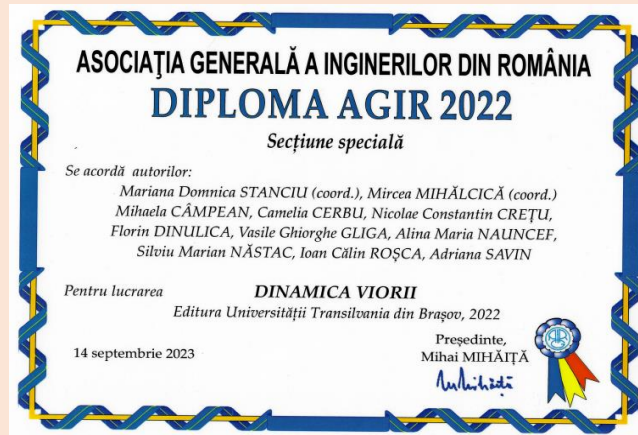 ASOCIAŢIA GENERALĂ A INGINERILOR DIN ROMÂNIA
DIPLOMA AGIR 2022
Secțiune specială
Se acordă autorilor:
Mariana Domnica STANCIU (coord.), Mircea MIHĂLCICĂ (coord.)
Mihaela CÂMPEAN, Camelia CERBU, Nicolae Constantin CREȚU,
Florin DINULICA, Vasile Ghiorghe GLIGA, Alina Maria NAUNCEF,
Silviu Marian NĂSTAC, Ioan Călin ROȘCA, Adriana SAVIN
Pentru lucrarea DINAMICA VIORII
Editura Universității Transilvania din Brașov, 2022
14 septembrie 2023
Președinte,
Mihai MIHĂIȚĂ